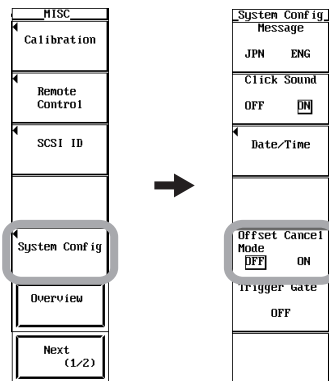 MISC
Calibration
Remote
Control
SCSI ID
System Config
Overview
Next
(1/2)
System Config
Message
JPN ENG
Click Sound
OFF ON
Date/Time
Offset Cancel
Mode
OFF ON
Trigger Gate
OFF